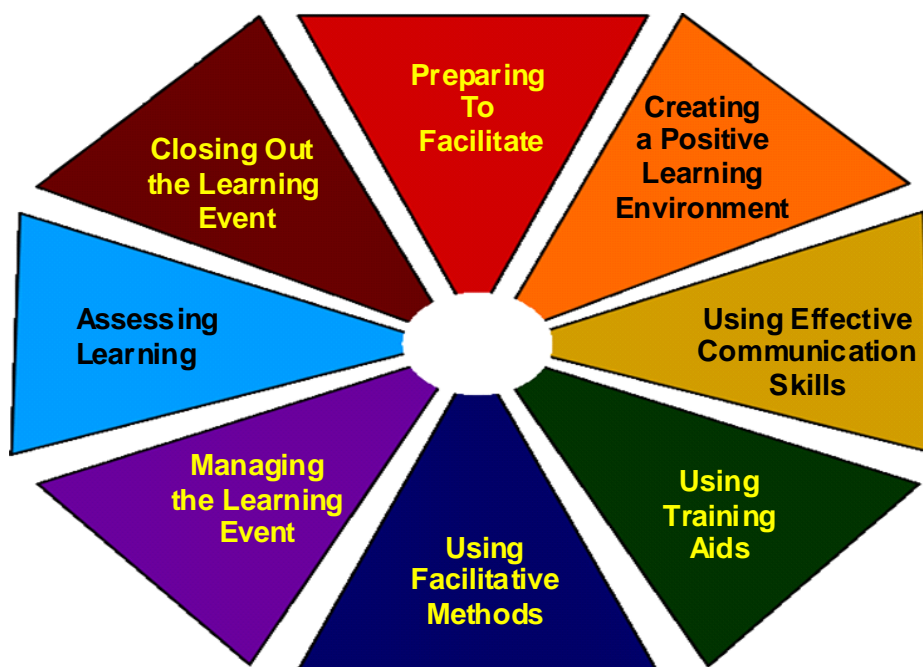 Preparing
To
Facilitate
Creating
a Positive
Learning
Environment
Using Effective
Communication
Skills
Using
Training
Aids
Using
Facilitative
Methods
Managing
the Learning
Event
Assessing
Learning
Closing Out
the Learning
Event